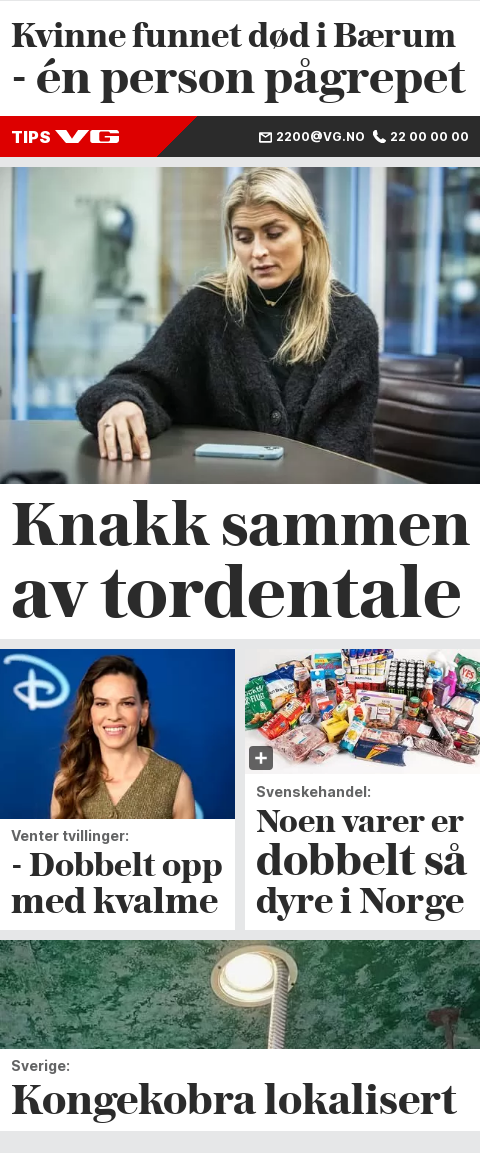 Kvinne funnet død i Bærum
- én person pågrepet
TIPS VG 2200@VG.NO 22 00 00 00
Knakk sammen
av tordentale
Venter tvillinger:
- Dobbelt opp
med kvalme
Svenskehandel:
Noen varer er
dobbelt så
dyre i Norge
Sverige:
Kongekobra lokalisert